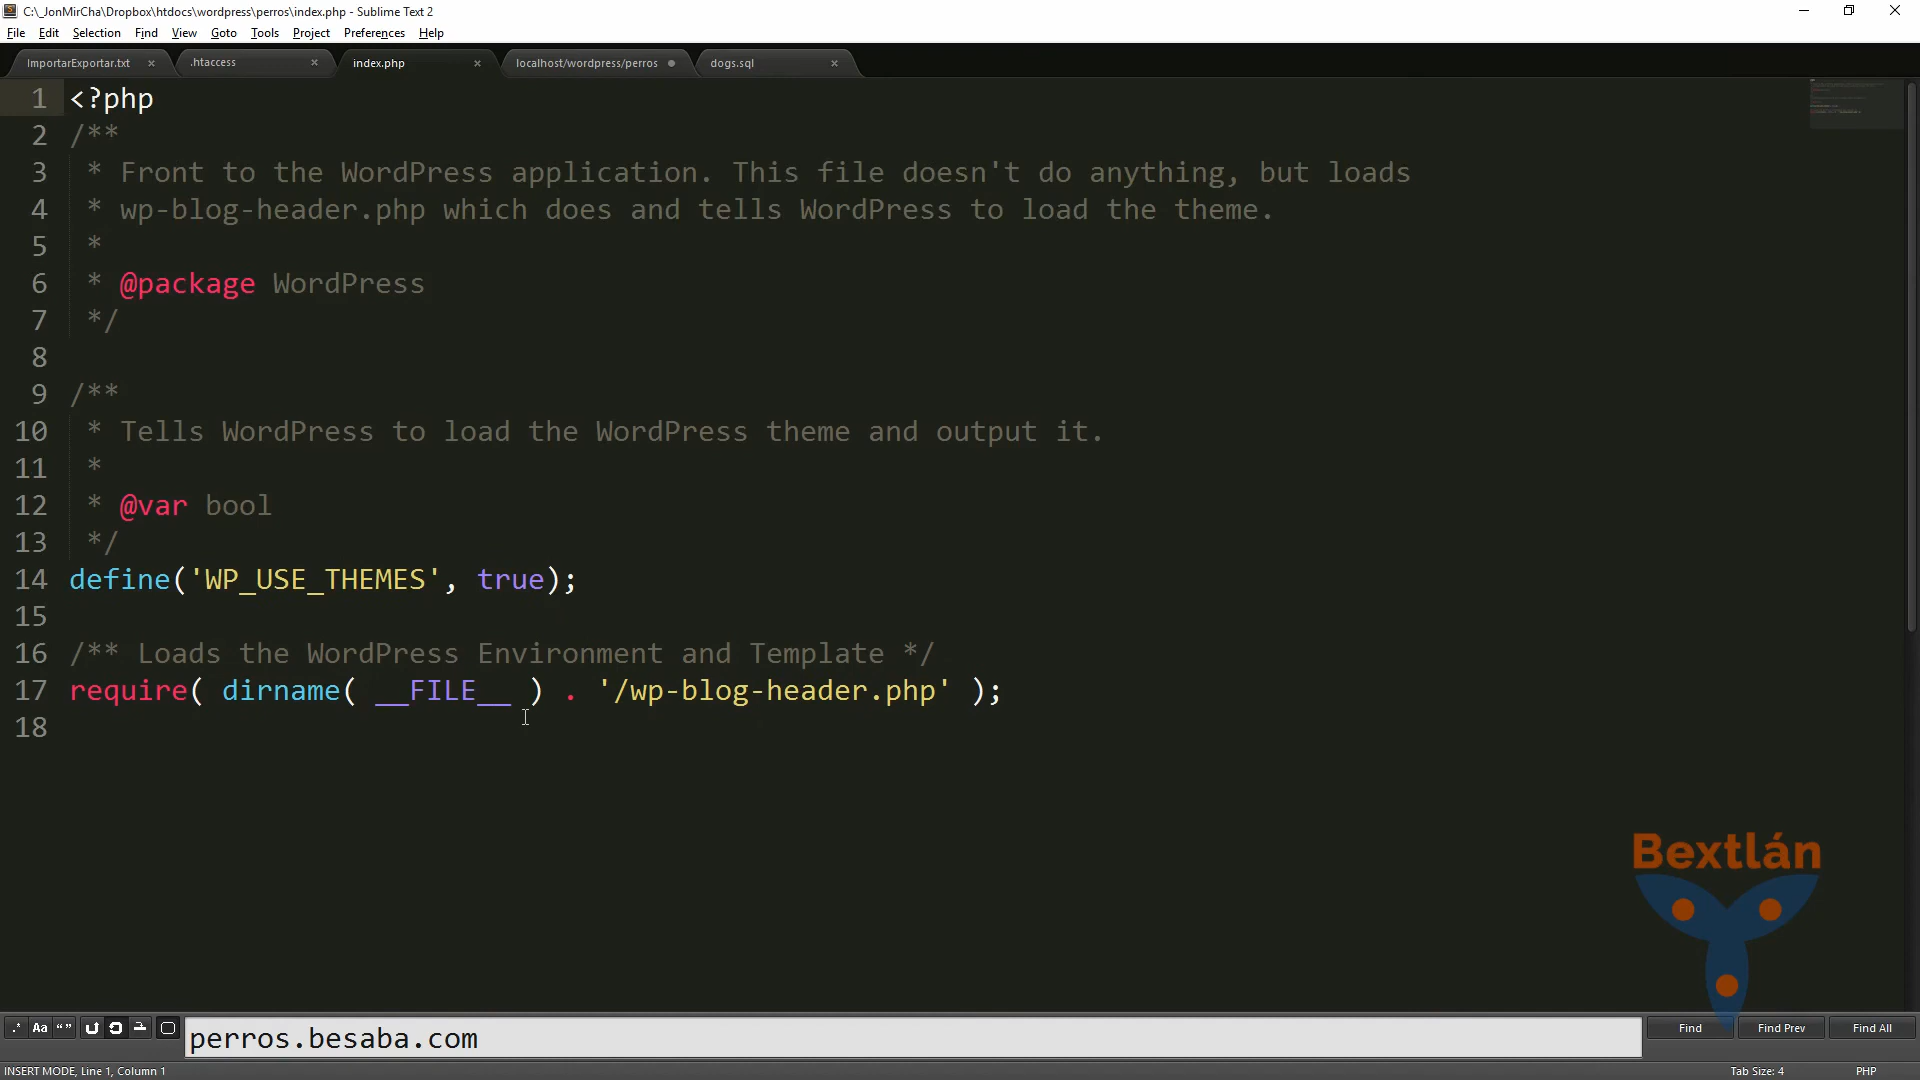 C:\_JonMirCha\Dropbox\htdocs\wordpress\perros\index.php - Sublime Text 2
File Edit Selection Find View Goto Tools Project Preferences Help
ImportarExportar.txt .htaccess index.php localhost/wordpress/perros dogs.sql
1 <?php
2 /**
3 * Front to the WordPress application. This file doesn't do anything, but loads
4 * wp-blog-header.php which does and tells WordPress to load the theme.
5 *
6 * @package WordPress
7 */
8
9 /**
10 * Tells WordPress to load the WordPress theme and output it.
11 *
12 * @var bool
13 */
14 define('WP_USE_THEMES', true);
15
16 /** Loads the WordPress Environment and Template */
17 require( dirname( __FILE__ ) . '/wp-blog-header.php' );
18
Bextlán
.* Aa “” perros.besaba.com Find Find Prev Find All
INSERT MODE, Line 1, Column 1 Tab Size: 4 PHP